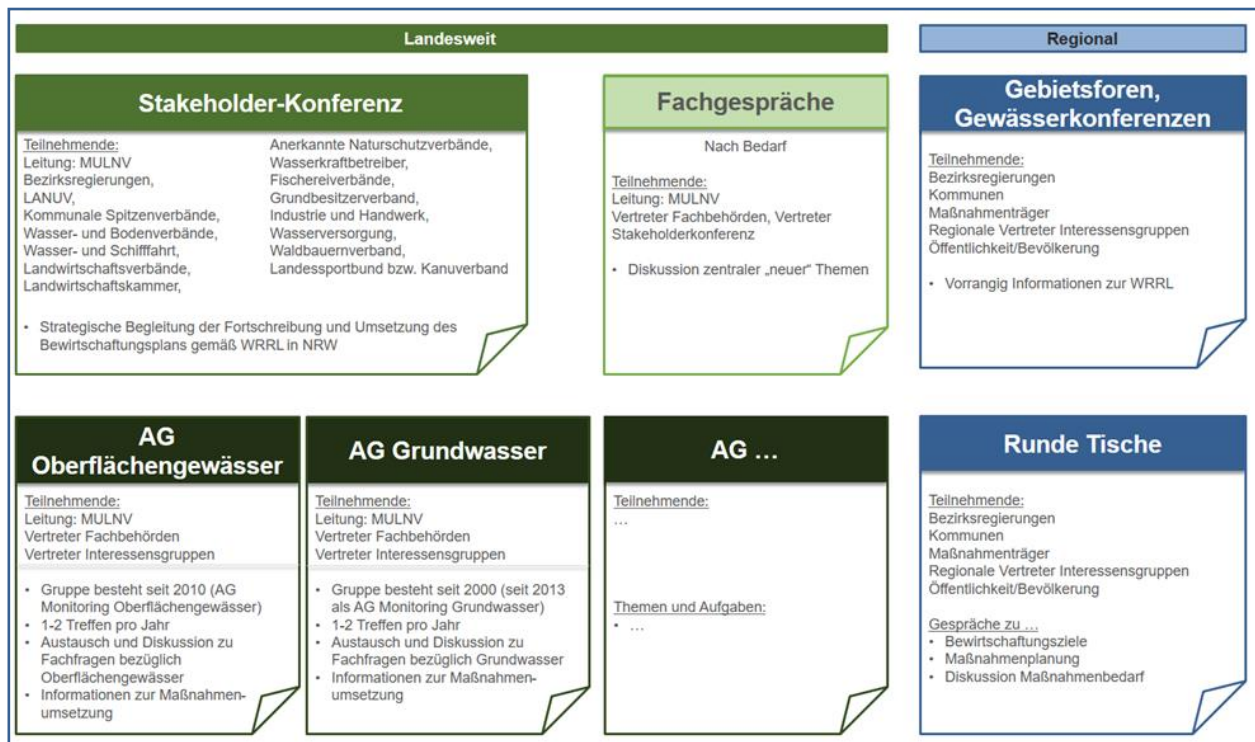 Landesweit
Regional
Stakeholder-Konferenz
Teilnehmende:
Leitung: MULNV
Bezirksregierungen,
LANUV,
Kommunale Spitzenverbände,
Wasser- und Bodenverbände,
Wasser- und Schifffahrt,
Landwirtschaftsverbände,
Landwirtschaftskammer,
Anerkannte Naturschutzverbände,
Wasserkraftbetreiber,
Fischereiverbände,
Grundbesitzerverband,
Industrie und Handwerk,
Wasserversorgung,
Waldbauernverband,
Landessportbund bzw. Kanuverband
• Strategische Begleitung der Fortschreibung und Umsetzung des
Bewirtschaftungsplans gemäß WRRL in NRW
Fachgespräche
Nach Bedarf
Teilnehmende:
Leitung: MULNV
Vertreter Fachbehörden, Vertreter
Stakeholderkonferenz
• Diskussion zentraler „neuer“ Themen
Gebietsforen,
Gewässerkonferenzen
Teilnehmende:
Bezirksregierungen
Kommunen
Maßnahmenträger
Regionale Vertreter Interessensgruppen
Öffentlichkeit/Bevölkerung
• Vorrangig Informationen zur WRRL
AG
Oberflächengewässer
Teilnehmende:
Leitung: MULNV
Vertreter Fachbehörden
Vertreter Interessensgruppen
• Gruppe besteht seit 2010 (AG
Monitoring Oberflächengewässer)
• 1-2 Treffen pro Jahr
• Austausch und Diskussion zu
Fachfragen bezüglich
Oberflächengewässer
• Informationen zur Maßnahmen-
umsetzung
AG Grundwasser
Teilnehmende:
Leitung: MULNV
Vertreter Fachbehörden
Vertreter Interessensgruppen
• Gruppe besteht seit 2000 (seit 2013
als AG Monitoring Grundwasser)
• 1-2 Treffen pro Jahr
• Austausch und Diskussion zu
Fachfragen bezüglich Grundwasser
• Informationen zur Maßnahmen-
umsetzung
AG …
Teilnehmende:
…
Themen und Aufgaben:
• …
Runde Tische
Teilnehmende:
Bezirksregierungen
Kommunen
Maßnahmenträger
Regionale Vertreter Interessensgruppen
Öffentlichkeit/Bevölkerung
Gespräche zu …
• Bewirtschaftungsziele
• Maßnahmenplanung
• Diskussion Maßnahmenbedarf